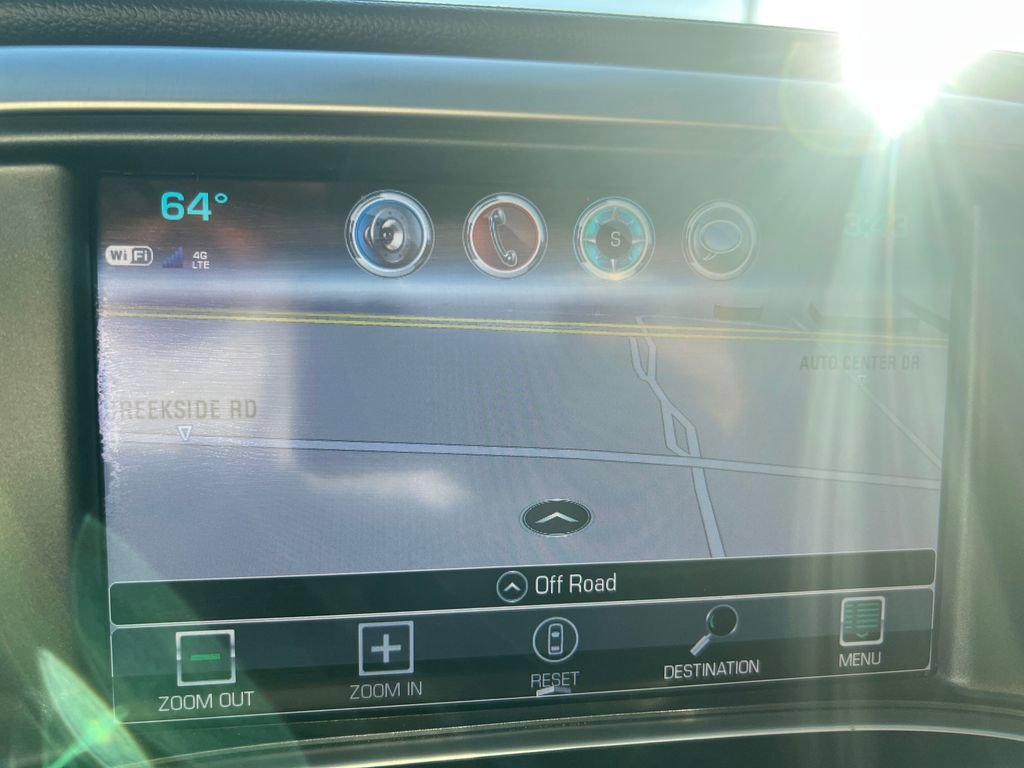 64°
WiFi
4G
LTE
S
AUTO CENTER DR
REEKSIDE RD
Off Road
ZOOM OUT
ZOOM IN
RESET
DESTINATION
MENU